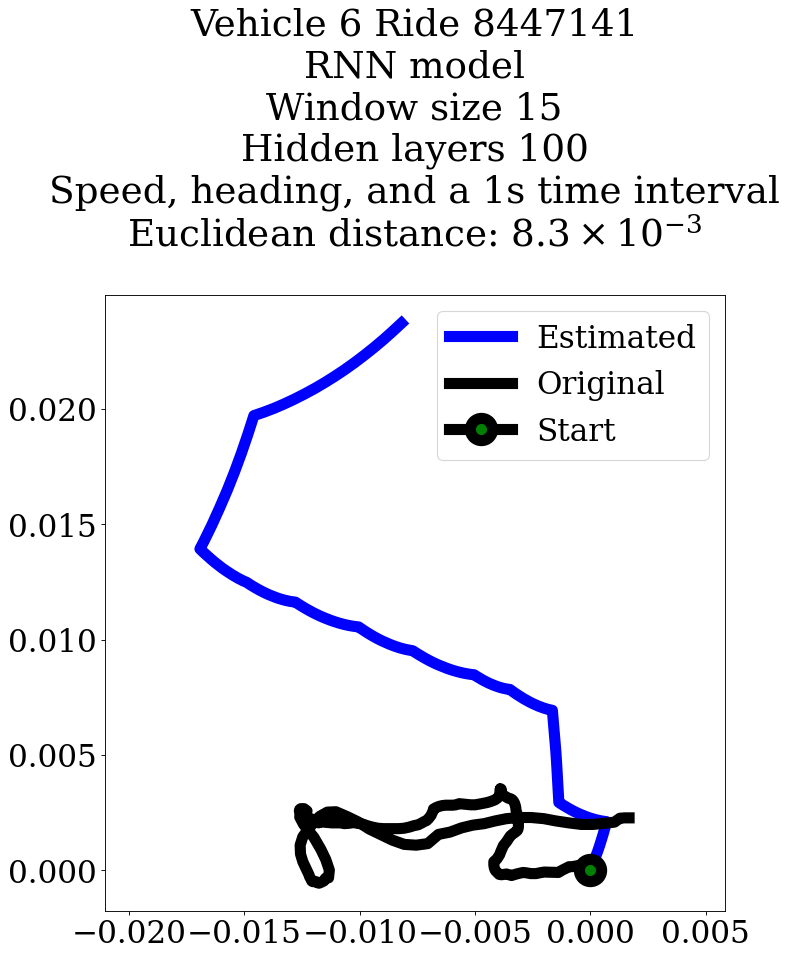 Vehicle 6 Ride 8447141
RNN model
Window size 15
Hidden layers 100
Speed, heading, and a 1s time interval
Euclidean distance: 8.3 × 10⁻³
Estimated
Original
Start
0.020
0.015
0.010
0.005
0.000
−0.020 −0.015 −0.010 −0.005 0.000 0.005